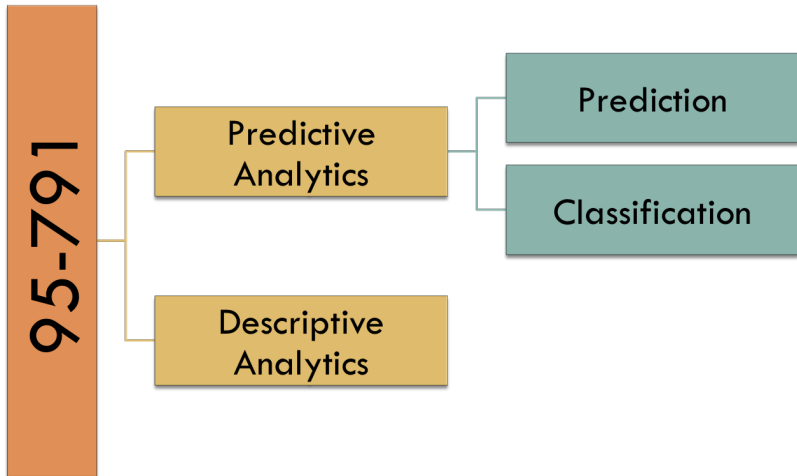 95-791
Predictive
Analytics
Prediction
Classification
Descriptive
Analytics